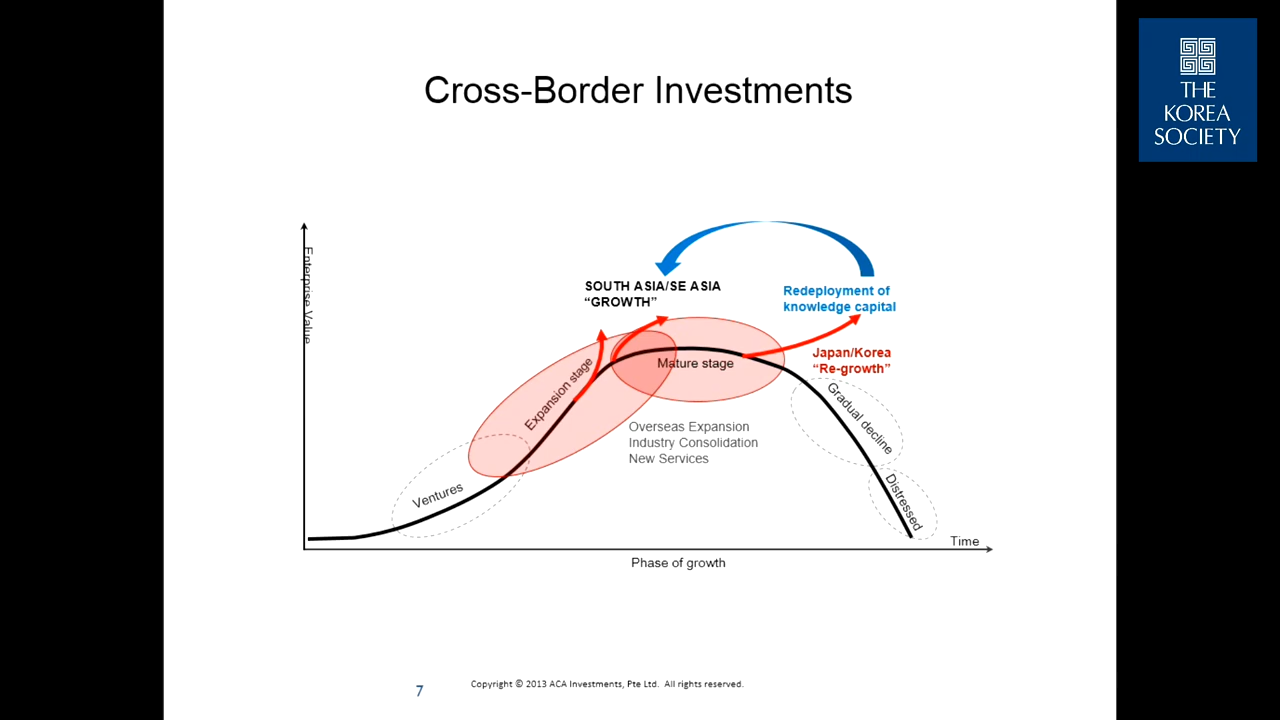 Cross-Border Investments
THE
KOREA
SOCIETY
Enterprise Value
SOUTH ASIA/SE ASIA
“GROWTH”
Redeployment of
knowledge capital
Japan/Korea
“Re-growth”
Expansion stage
Mature stage
Gradual decline
Overseas Expansion
Industry Consolidation
New Services
Ventures
Distressed
Time
Phase of growth
7
Copyright © 2013 ACA Investments, Pte Ltd. All rights reserved.